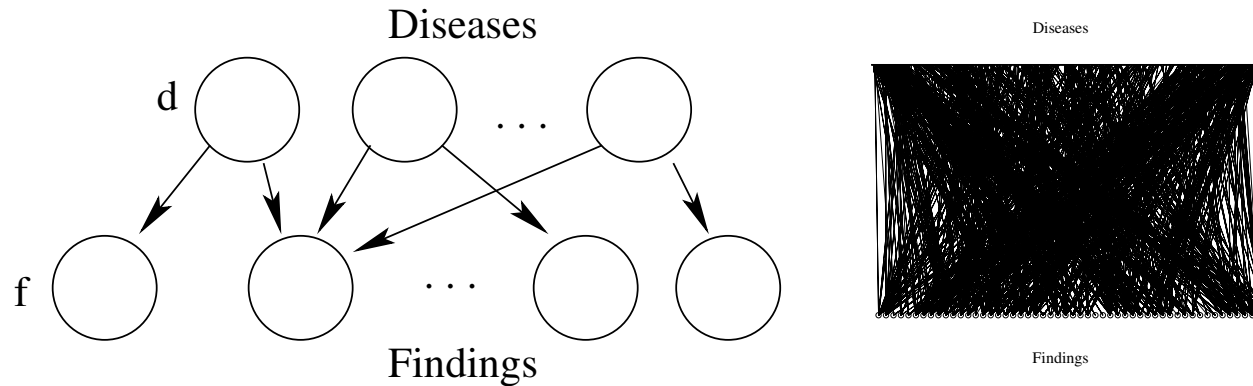 Diseases
d
. . .
f
. . .
Findings
Diseases
Findings